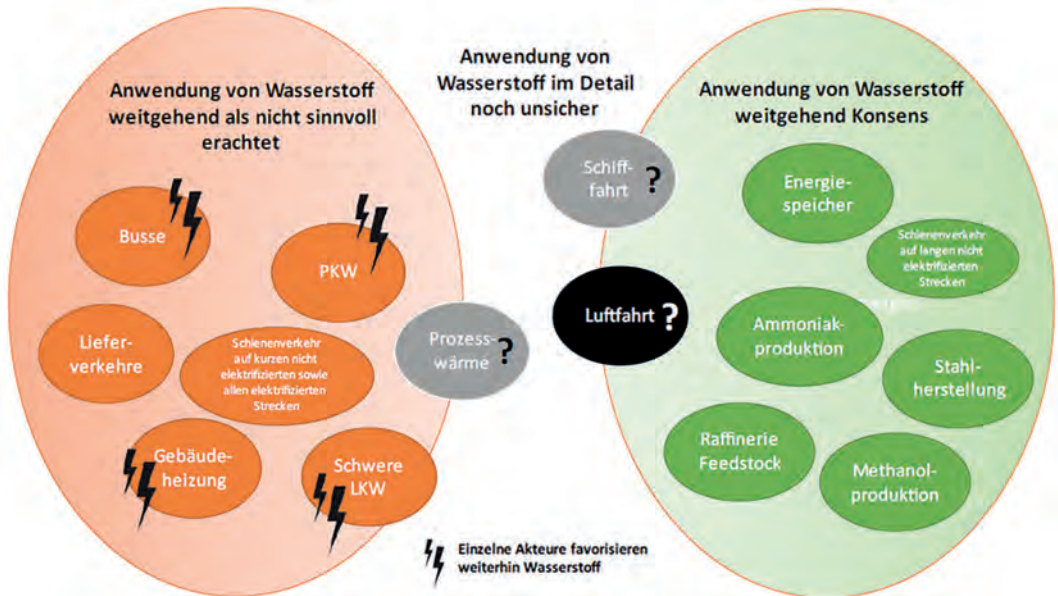 Anwendung von Wasserstoff
weitgehend als nicht sinnvoll
erachtet
Busse
PKW
Liefer-
verkehre
Schienenverkehr
auf kurzen nicht
elektrifizierten sowie
allen elektrifizierten
Strecken
Gebäude-
heizung
Schwere
LKW
Anwendung von
Wasserstoff im Detail
noch unsicher
Schiff-
fahrt ?
Luftfahrt ?
Prozess-
wärme ?
Anwendung von Wasserstoff
weitgehend Konsens
Energie-
speicher
Schienenverkehr
auf langen nicht
elektrifizierten
Strecken
Ammoniak-
produktion
Stahl-
herstellung
Raffinerie
Feedstock
Methanol-
produktion
Einzelne Akteure favorisieren
weiterhin Wasserstoff